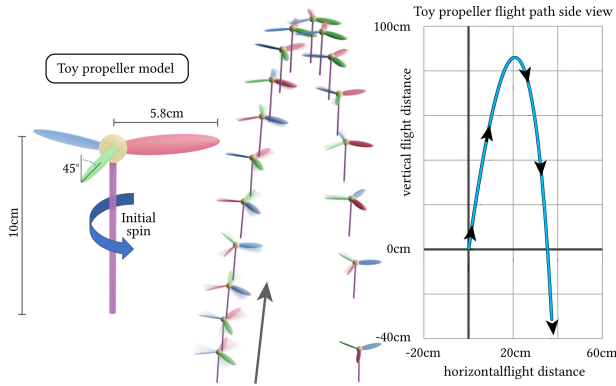 Toy propeller model
5.8cm
45°
10cm
Initial
spin
Toy propeller flight path side view
100cm
vertical flight distance
0cm
-40cm
-20cm
20cm
60cm
horizontalflight distance